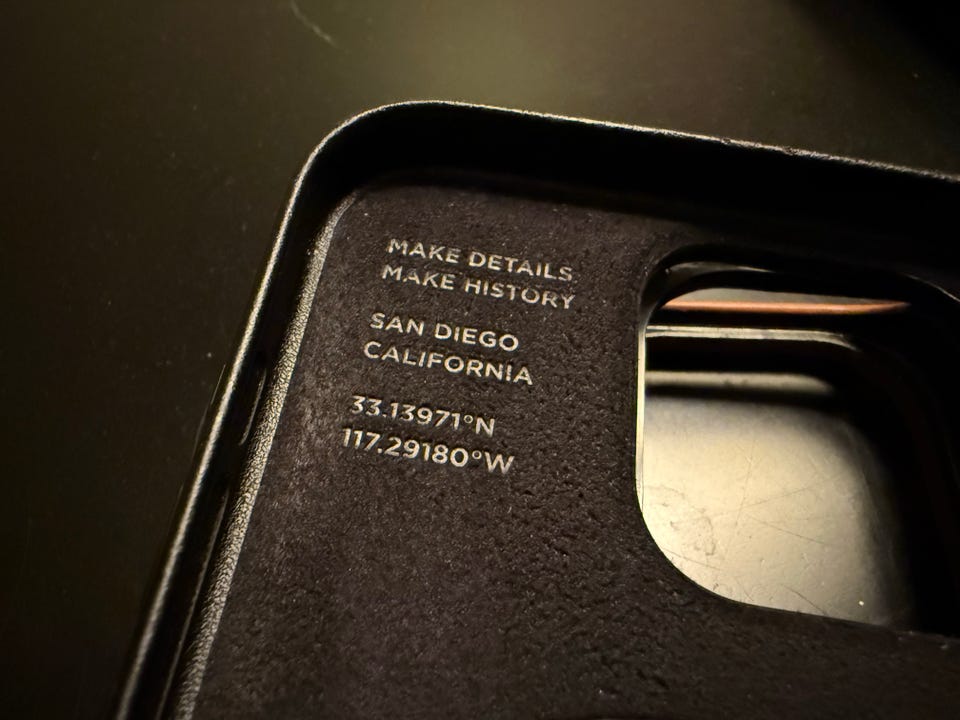 MAKE DETAILS
MAKE HISTORY
SAN DIEGO
CALIFORNIA
33.13971°N
117.29180°W